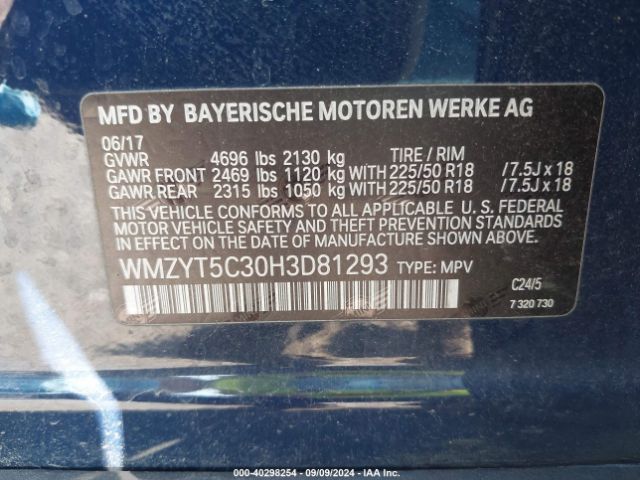 MFD BY BAYERISCHE MOTOREN WERKE AG
06/17
GVWR 4696 lbs 2130 kg TIRE / RIM
GAWR FRONT 2469 lbs 1120 kg WITH 225/50 R18 /7.5J x 18
GAWR REAR 2315 lbs 1050 kg WITH 225/50 R18 /7.5J x 18
THIS VEHICLE CONFORMS TO ALL APPLICABLE U. S. FEDERAL
MOTOR VEHICLE SAFETY AND THEFT PREVENTION STANDARDS
IN EFFECT ON THE DATE OF MANUFACTURE SHOWN ABOVE.
WMZYT5C30H3D81293 TYPE: MPV
C24/5
7 320 730
000-40298254 - 09/09/2024 - IAA Inc.